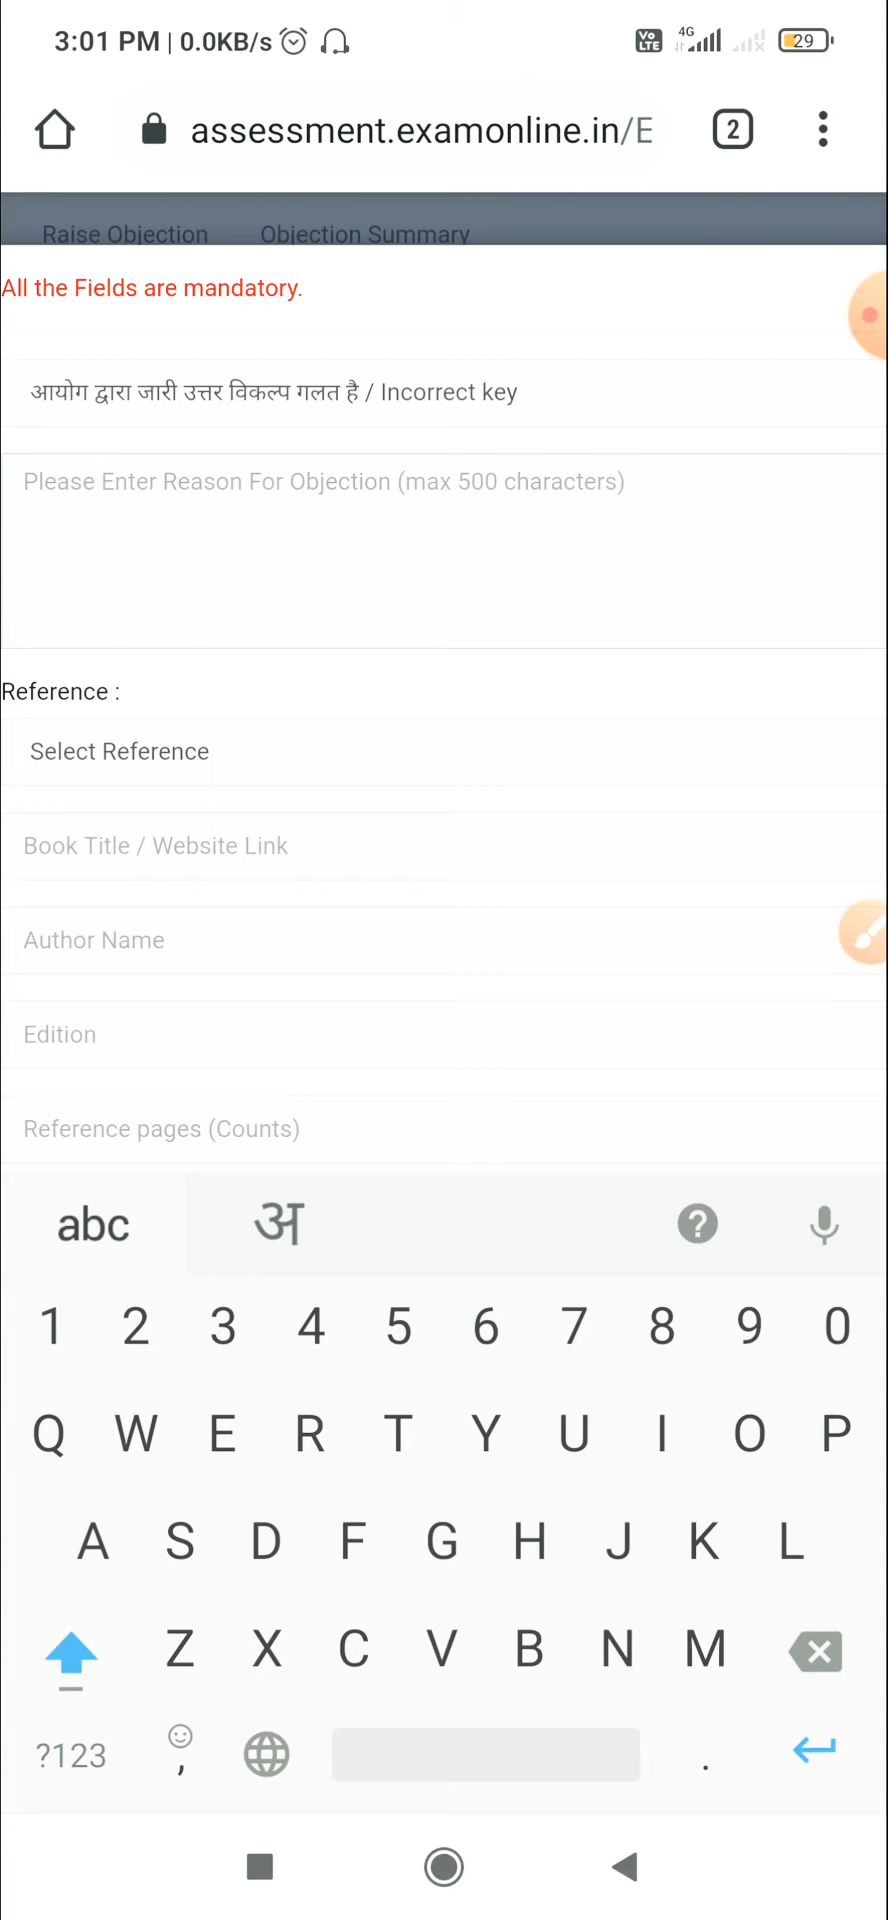 3:01 PM | 0.0KB/s Vo LTE 4G 29
assessment.examonline.in/E 2
Raise Objection Objection Summary
All the Fields are mandatory.
आयोग द्वारा जारी उत्तर विकल्प गलत है / Incorrect key
Please Enter Reason For Objection (max 500 characters)
Reference :
Select Reference
Book Title / Website Link
Author Name
Edition
Reference pages (Counts)
abc अ ?
1 2 3 4 5 6 7 8 9 0
Q W E R T Y U I O P
A S D F G H J K L
Z X C V B N M
?123 , .